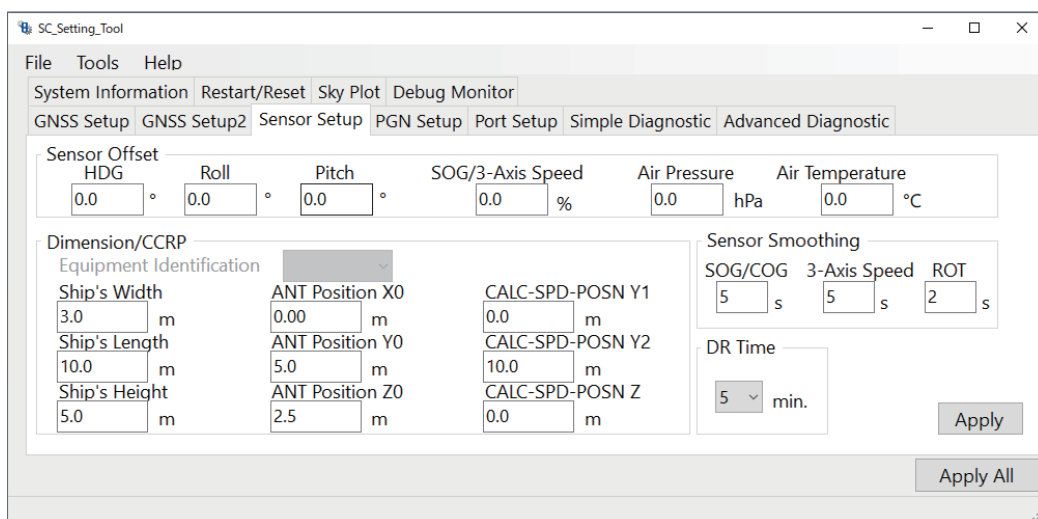 SC_Setting_Tool
File Tools Help
System Information Restart/Reset Sky Plot Debug Monitor
GNSS Setup GNSS Setup2 Sensor Setup PGN Setup Port Setup Simple Diagnostic Advanced Diagnostic
Sensor Offset
HDG Roll Pitch SOG/3-Axis Speed Air Pressure Air Temperature
0.0 ° 0.0 ° 0.0 ° 0.0 % 0.0 hPa 0.0 °C
Dimension/CCRP
Equipment Identification
Ship's Width ANT Position X0 CALC-SPD-POSN Y1
3.0 m 0.00 m 0.0 m
Ship's Length ANT Position Y0 CALC-SPD-POSN Y2
10.0 m 5.0 m 10.0 m
Ship's Height ANT Position Z0 CALC-SPD-POSN Z
5.0 m 2.5 m 0.0 m
Sensor Smoothing
SOG/COG 3-Axis Speed ROT
5 s 5 s 2 s
DR Time
5 min.
Apply
Apply All